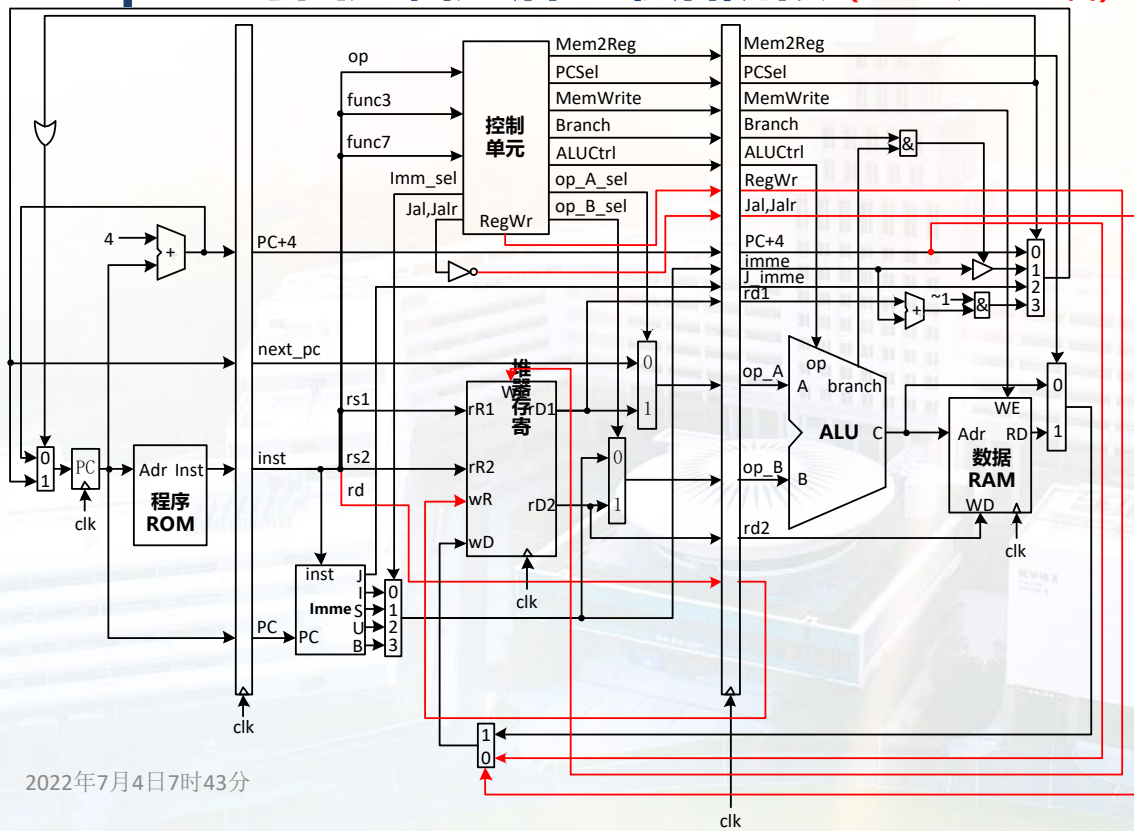 Mem2Reg
PCSel
MemWrite
Branch
ALUCtrl
op_A_sel
op_B_sel
op
func3
func7
控制
单元
Imm_sel
Jal,Jalr
RegWr
Mem2Reg
PCSel
MemWrite
Branch
ALUCtrl
RegWr
Jal,Jalr
PC+4
imme
J_imme
rd1
&
0
1
2
3
~1
&
+
4
+
PC+4
next_pc
0
1
PC
clk
Adr Inst
程序
ROM
inst
rs1
rs2
rd
堆
器
存
寄
W
rR1
rR2
wR
wD
rD1
rD2
clk
0
1
0
1
op_A
op_B
rd2
op
branch
A
B
ALU
C
WE
Adr
RD
数据
RAM
WD
clk
0
1
inst
Imme
PC
J
I
S
U
B
0
1
2
3
PC
clk
1
0
clk
2022年7月4日7时43分